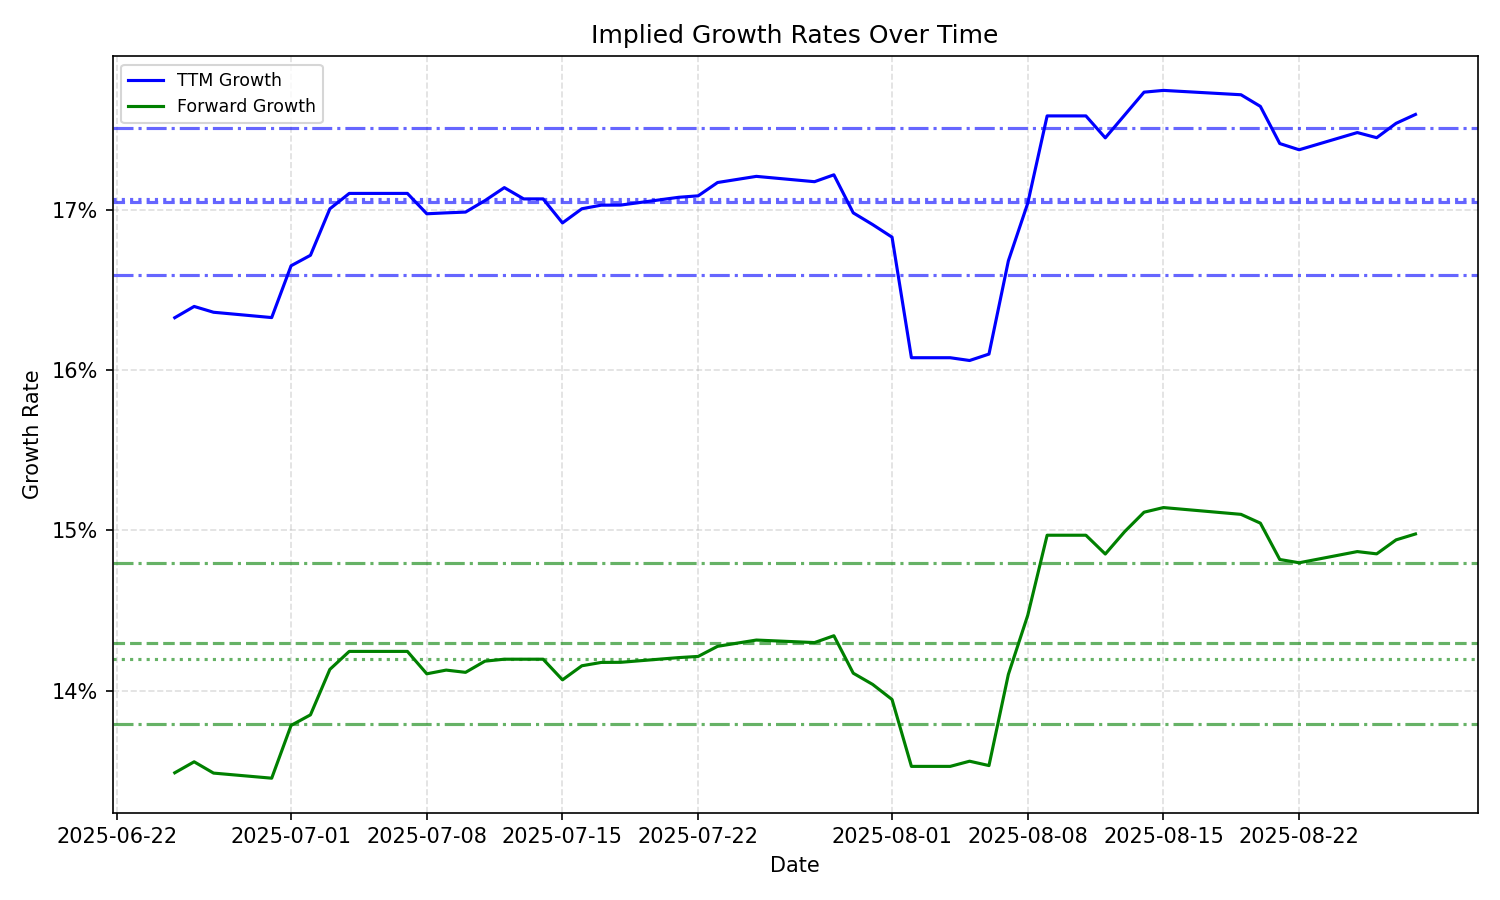 Implied Growth Rates Over Time
TTM Growth
Forward Growth
Growth Rate
17%
16%
15%
14%
2025-06-22 2025-07-01 2025-07-08 2025-07-15 2025-07-22 2025-08-01 2025-08-08 2025-08-15 2025-08-22
Date